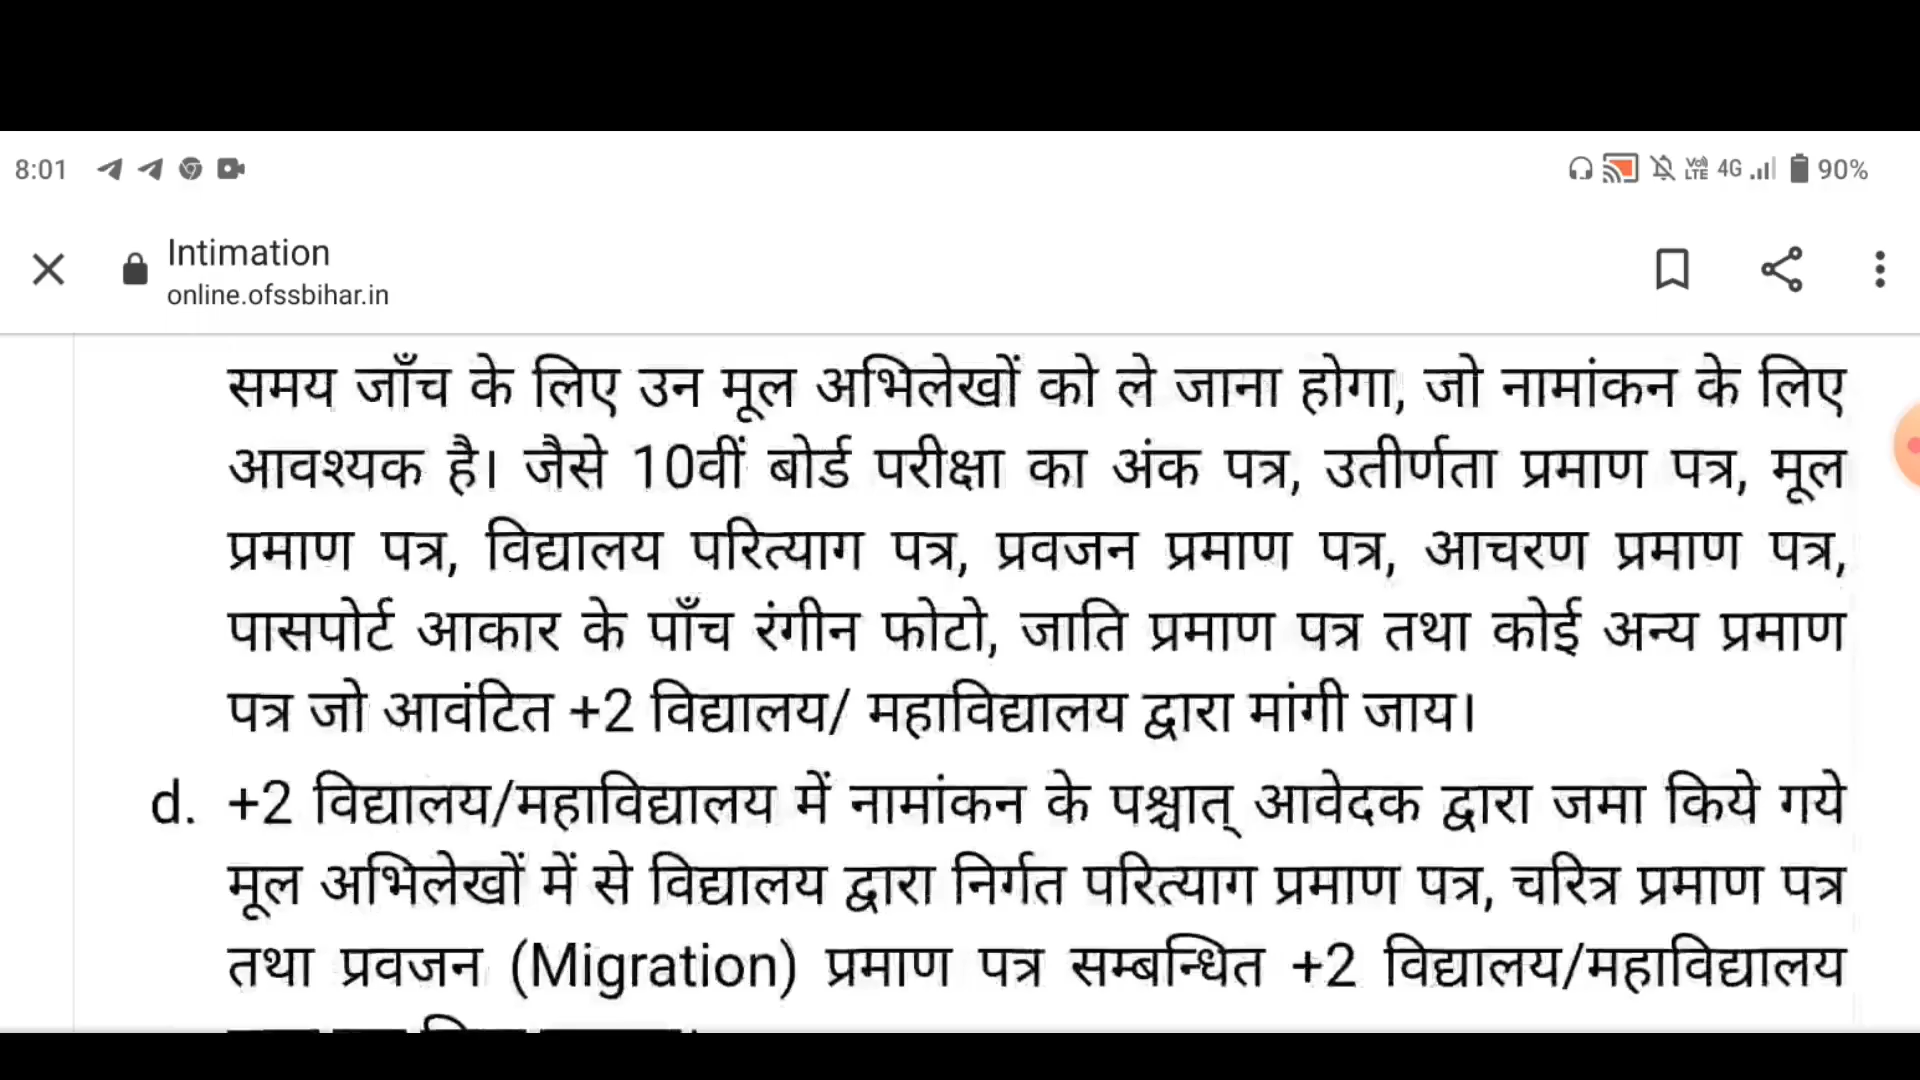 8:01 4G 90%
Intimation
online.ofssbihar.in
समय जाँच के लिए उन मूल अभिलेखों को ले जाना होगा, जो नामांकन के लिए
आवश्यक है। जैसे 10वीं बोर्ड परीक्षा का अंक पत्र, उतीर्णता प्रमाण पत्र, मूल
प्रमाण पत्र, विद्यालय परित्याग पत्र, प्रवजन प्रमाण पत्र, आचरण प्रमाण पत्र,
पासपोर्ट आकार के पाँच रंगीन फोटो, जाति प्रमाण पत्र तथा कोई अन्य प्रमाण
पत्र जो आवंटित +2 विद्यालय/ महाविद्यालय द्वारा मांगी जाय।
d. +2 विद्यालय/महाविद्यालय में नामांकन के पश्चात् आवेदक द्वारा जमा किये गये
मूल अभिलेखों में से विद्यालय द्वारा निर्गत परित्याग प्रमाण पत्र, चरित्र प्रमाण पत्र
तथा प्रवजन (Migration) प्रमाण पत्र सम्बन्धित +2 विद्यालय/महाविद्यालय